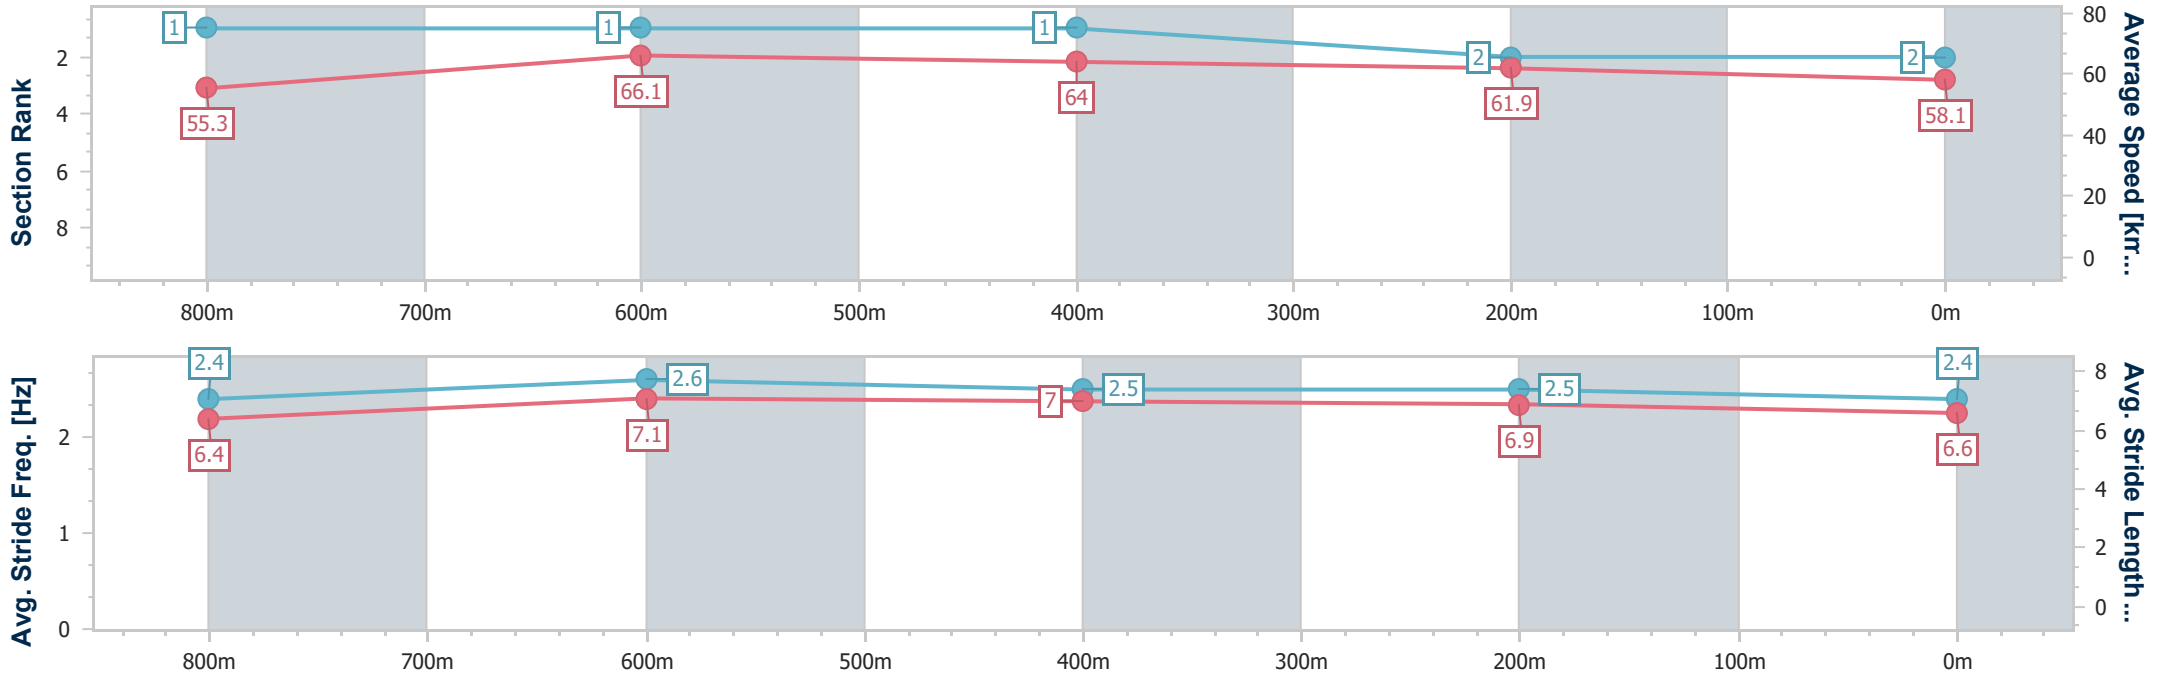 Section Rank
2
4
6
8
1
1
1
2
2
55.3
66.1
64
61.9
58.1
80
60
40
20
0
Average Speed [km...
800m
700m
600m
500m
400m
300m
200m
100m
0m
Avg. Stride Freq. [Hz]
2
1
0
2.4
2.6
2.5
2.5
2.4
6.4
7.1
7
6.9
6.6
8
6
4
2
0
Avg. Stride Length ...
800m
700m
600m
500m
400m
300m
200m
100m
0m